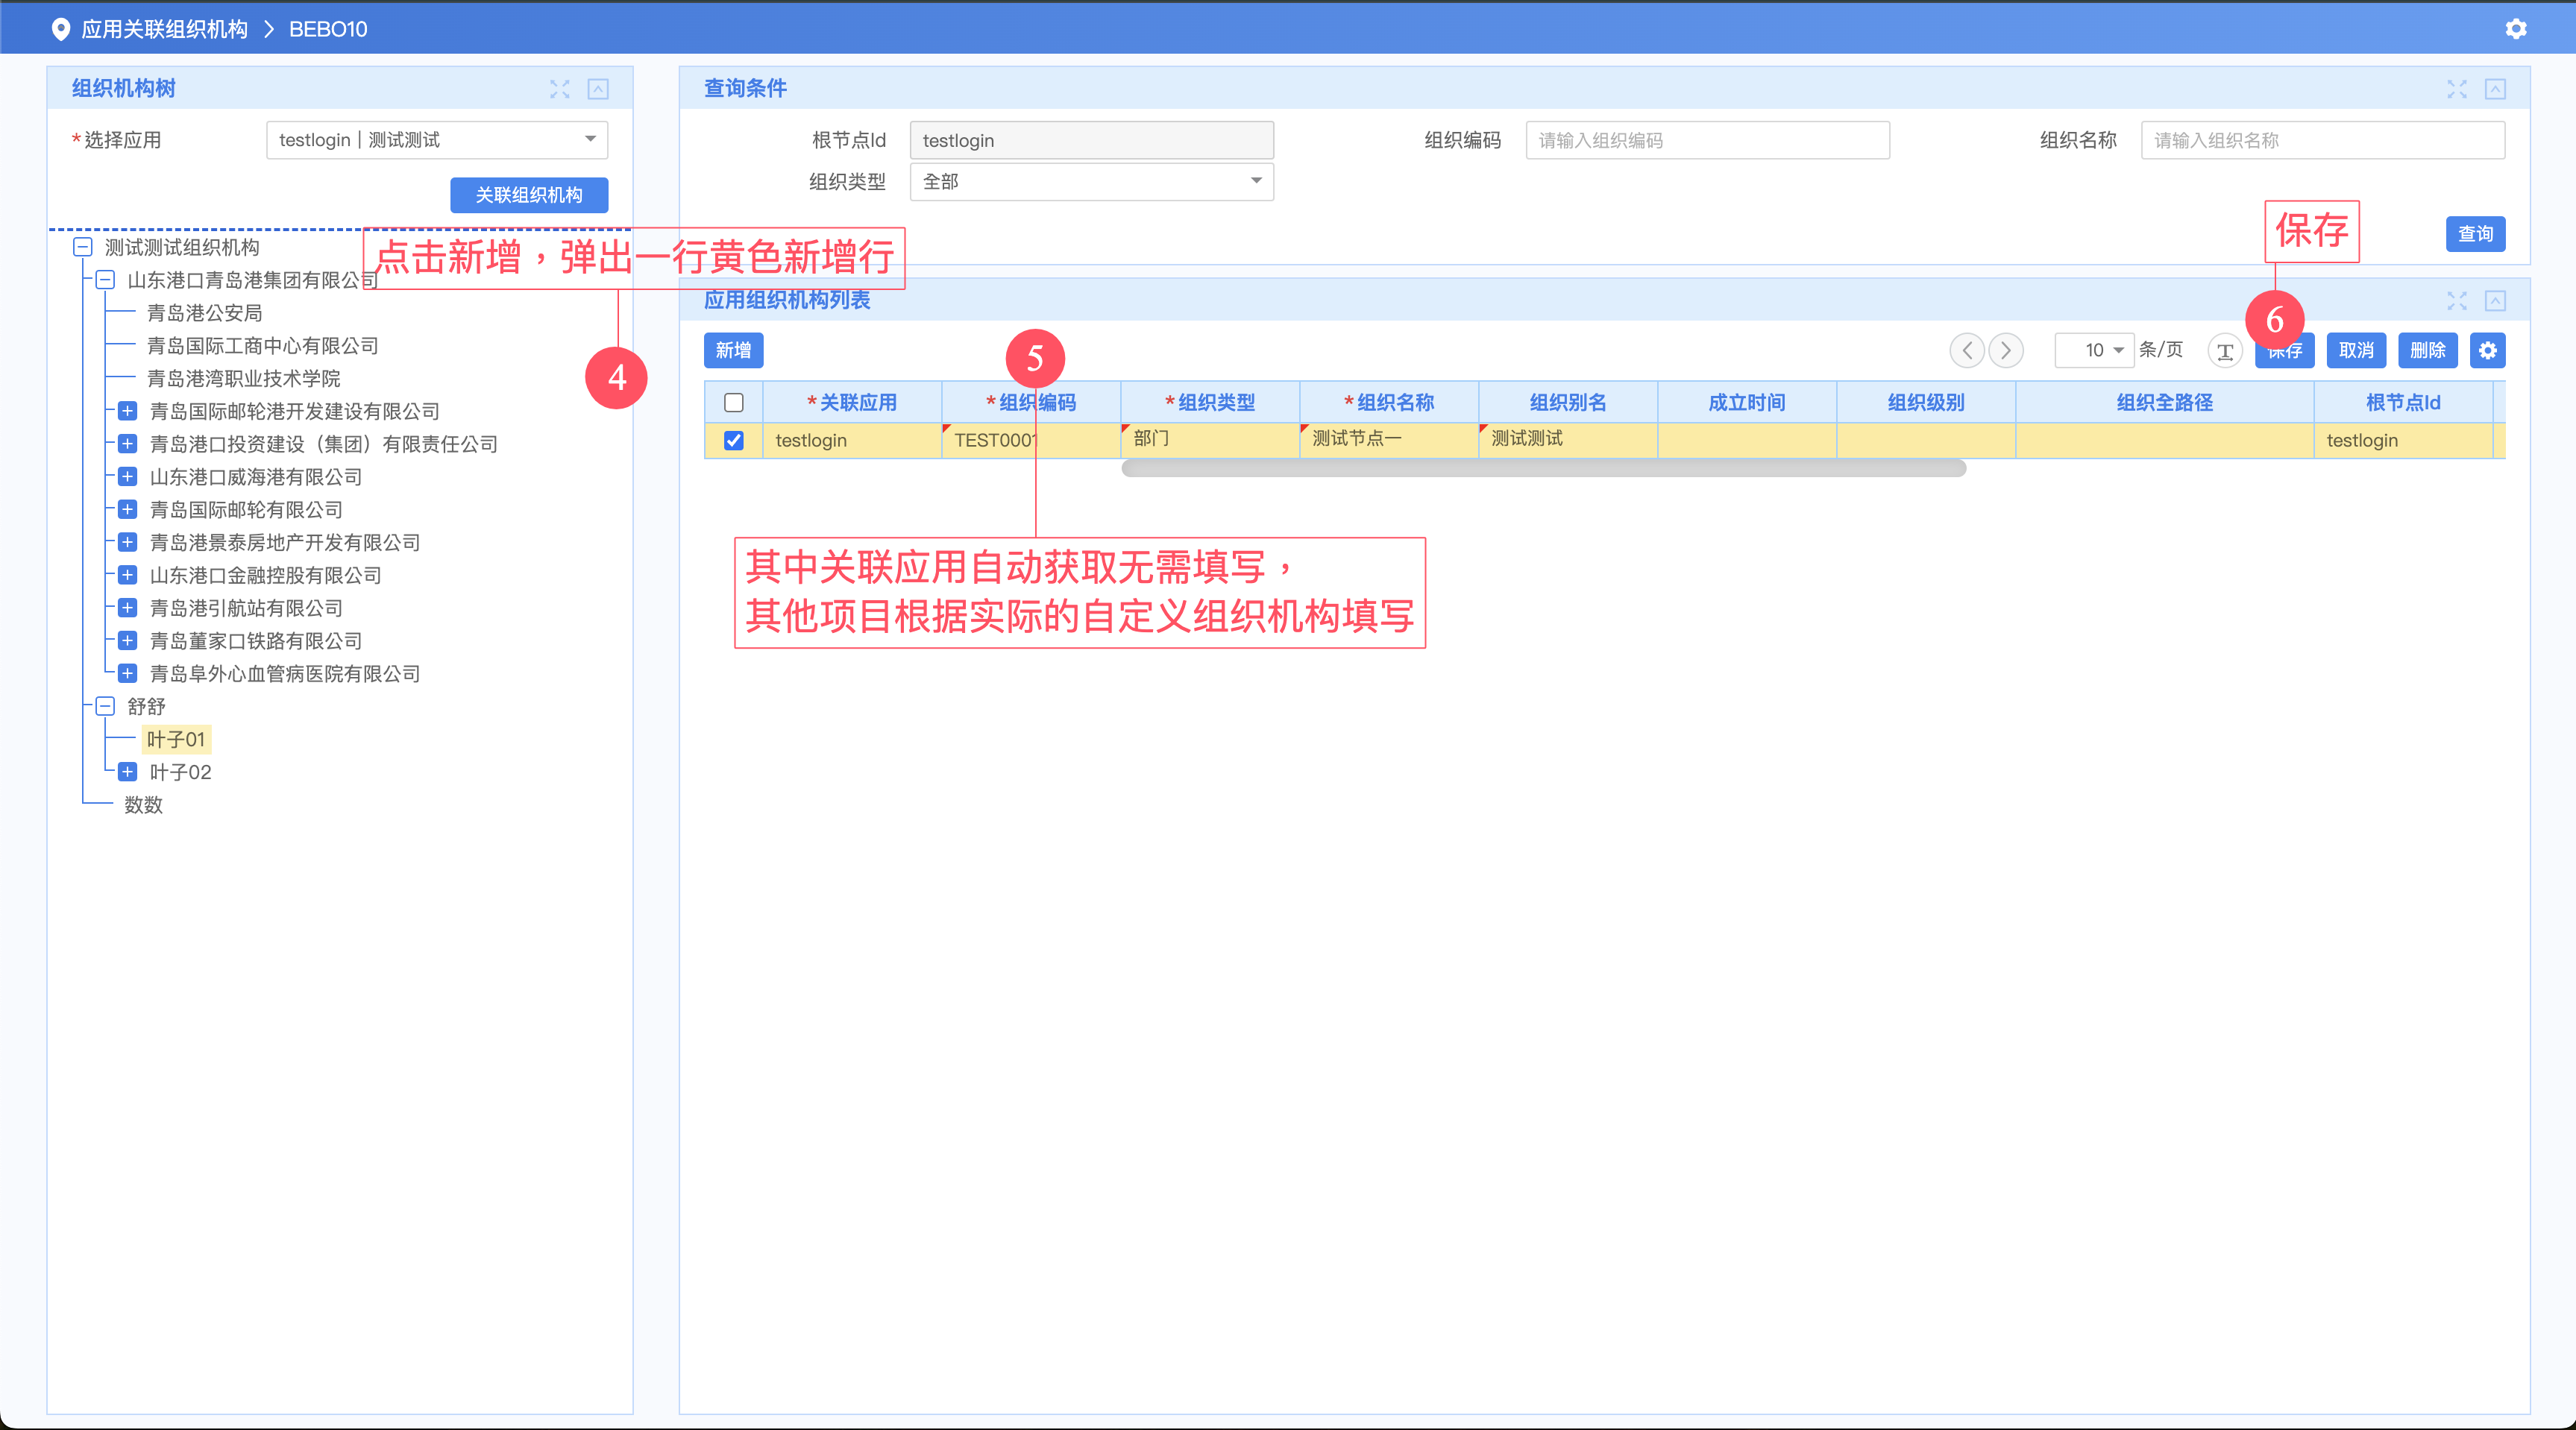 应用关联组织机构 > BEBO10
组织机构树
*选择应用
testlogin | 测试测试
关联组织机构
测试测试组织机构
山东港口青岛港集团有限公司
青岛港公安局
青岛国际工商中心有限公司
青岛港湾职业技术学院
青岛国际邮轮港开发建设有限公司
青岛港口投资建设（集团）有限责任公司
山东港口威海港有限公司
青岛国际邮轮有限公司
青岛港景泰房地产开发有限公司
山东港口金融控股有限公司
青岛港引航站有限公司
青岛董家口铁路有限公司
青岛阜外心血管病医院有限公司
舒舒
叶子01
叶子02
数数
点击新增，弹出一行黄色新增行
4
查询条件
根节点Id
testlogin
组织编码
请输入组织编码
组织名称
请输入组织名称
组织类型
全部
保存
查询
6
应用组织机构列表
新增
5
10
条/页
T
保存
取消
删除
*关联应用
*组织编码
*组织类型
*组织名称
组织别名
成立时间
组织级别
组织全路径
根节点Id
testlogin
TEST0001
部门
测试节点一
测试测试
testlogin
其中关联应用自动获取无需填写，
其他项目根据实际的自定义组织机构填写